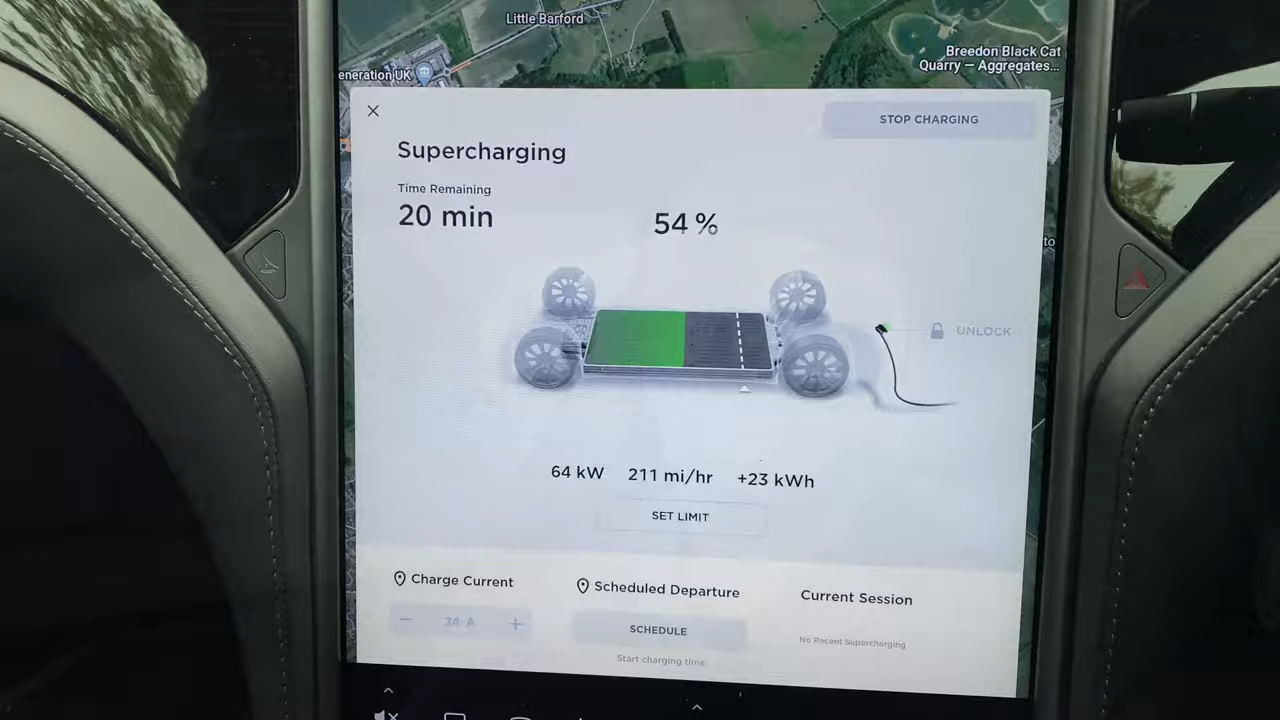 Little Barford
Breedon Black Cat
Quarry — Aggregates...
eneration UK
STOP CHARGING
Supercharging
Time Remaining
20 min
54 %
to
UNLOCK
64 kW 211 mi/hr +23 kWh
SET LIMIT
Charge Current
Scheduled Departure
Current Session
− 34 A +
SCHEDULE
No Recent Supercharging
Start charging time